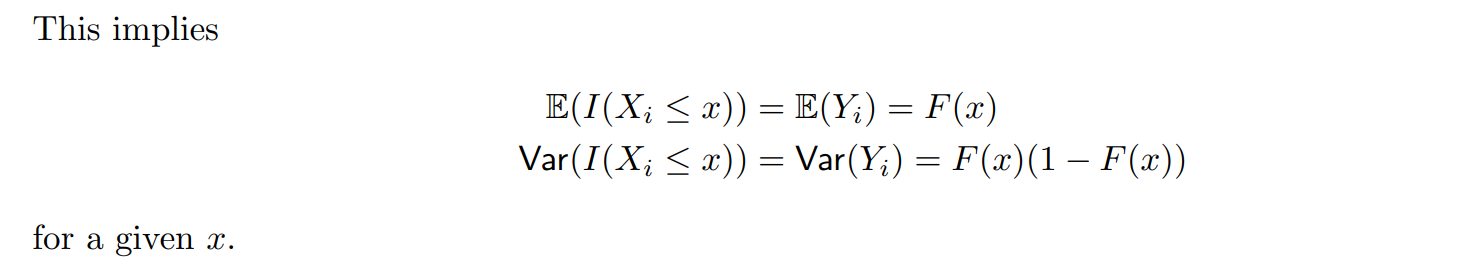 This implies
𝔼(I(Xᵢ ≤ x)) = 𝔼(Yᵢ) = F(x)
Var(I(Xᵢ ≤ x)) = Var(Yᵢ) = F(x)(1 − F(x))
for a given x.